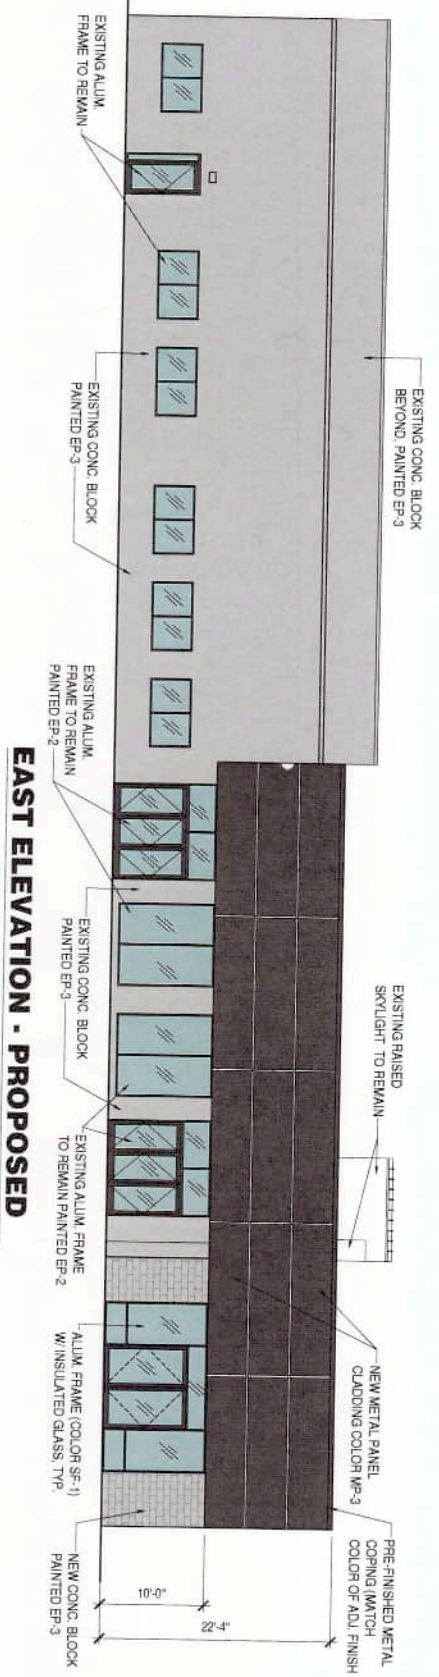 EXISTING CONC. BLOCK
BEYOND, PAINTED EP-3
EXISTING RAISED
SKYLIGHT TO REMAIN
NEW METAL PANEL
CLADDING COLOR MP-3
PRE-FINISHED METAL
COPING (MATCH
COLOR OF ADJ. FINISH
22'-4"
10'-0"
EXISTING ALUM.
FRAME TO REMAIN
EXISTING CONC. BLOCK
PAINTED EP-3
EXISTING ALUM.
FRAME TO REMAIN
PAINTED EP-2
EXISTING CONC. BLOCK
PAINTED EP-3
EXISTING ALUM. FRAME
TO REMAIN PAINTED EP-2
ALUM. FRAME (COLOR SF-1)
W/ INSULATED GLASS, TYP.
NEW CONC. BLOCK
PAINTED EP-3
EAST ELEVATION - PROPOSED